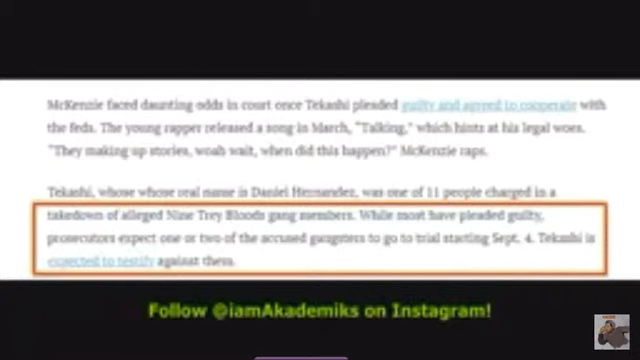 McKenzie faced daunting odds in court once Tekashi pleaded guilty and agreed to cooperate with
the feds. The young rapper released a song in March, "Talking," which hints at his legal woes.
"They making up stories, woah wait, when did this happen?" McKenzie raps.
Tekashi, whose whose real name is Daniel Hernandez, was one of 11 people charged in a
takedown of alleged Nine Trey Bloods gang members. While most have pleaded guilty,
prosecutors expect one or two of the accused gangsters to go to trial starting Sept. 4. Tekashi is
expected to testify against them.
Follow @iamAkademiks on Instagram!